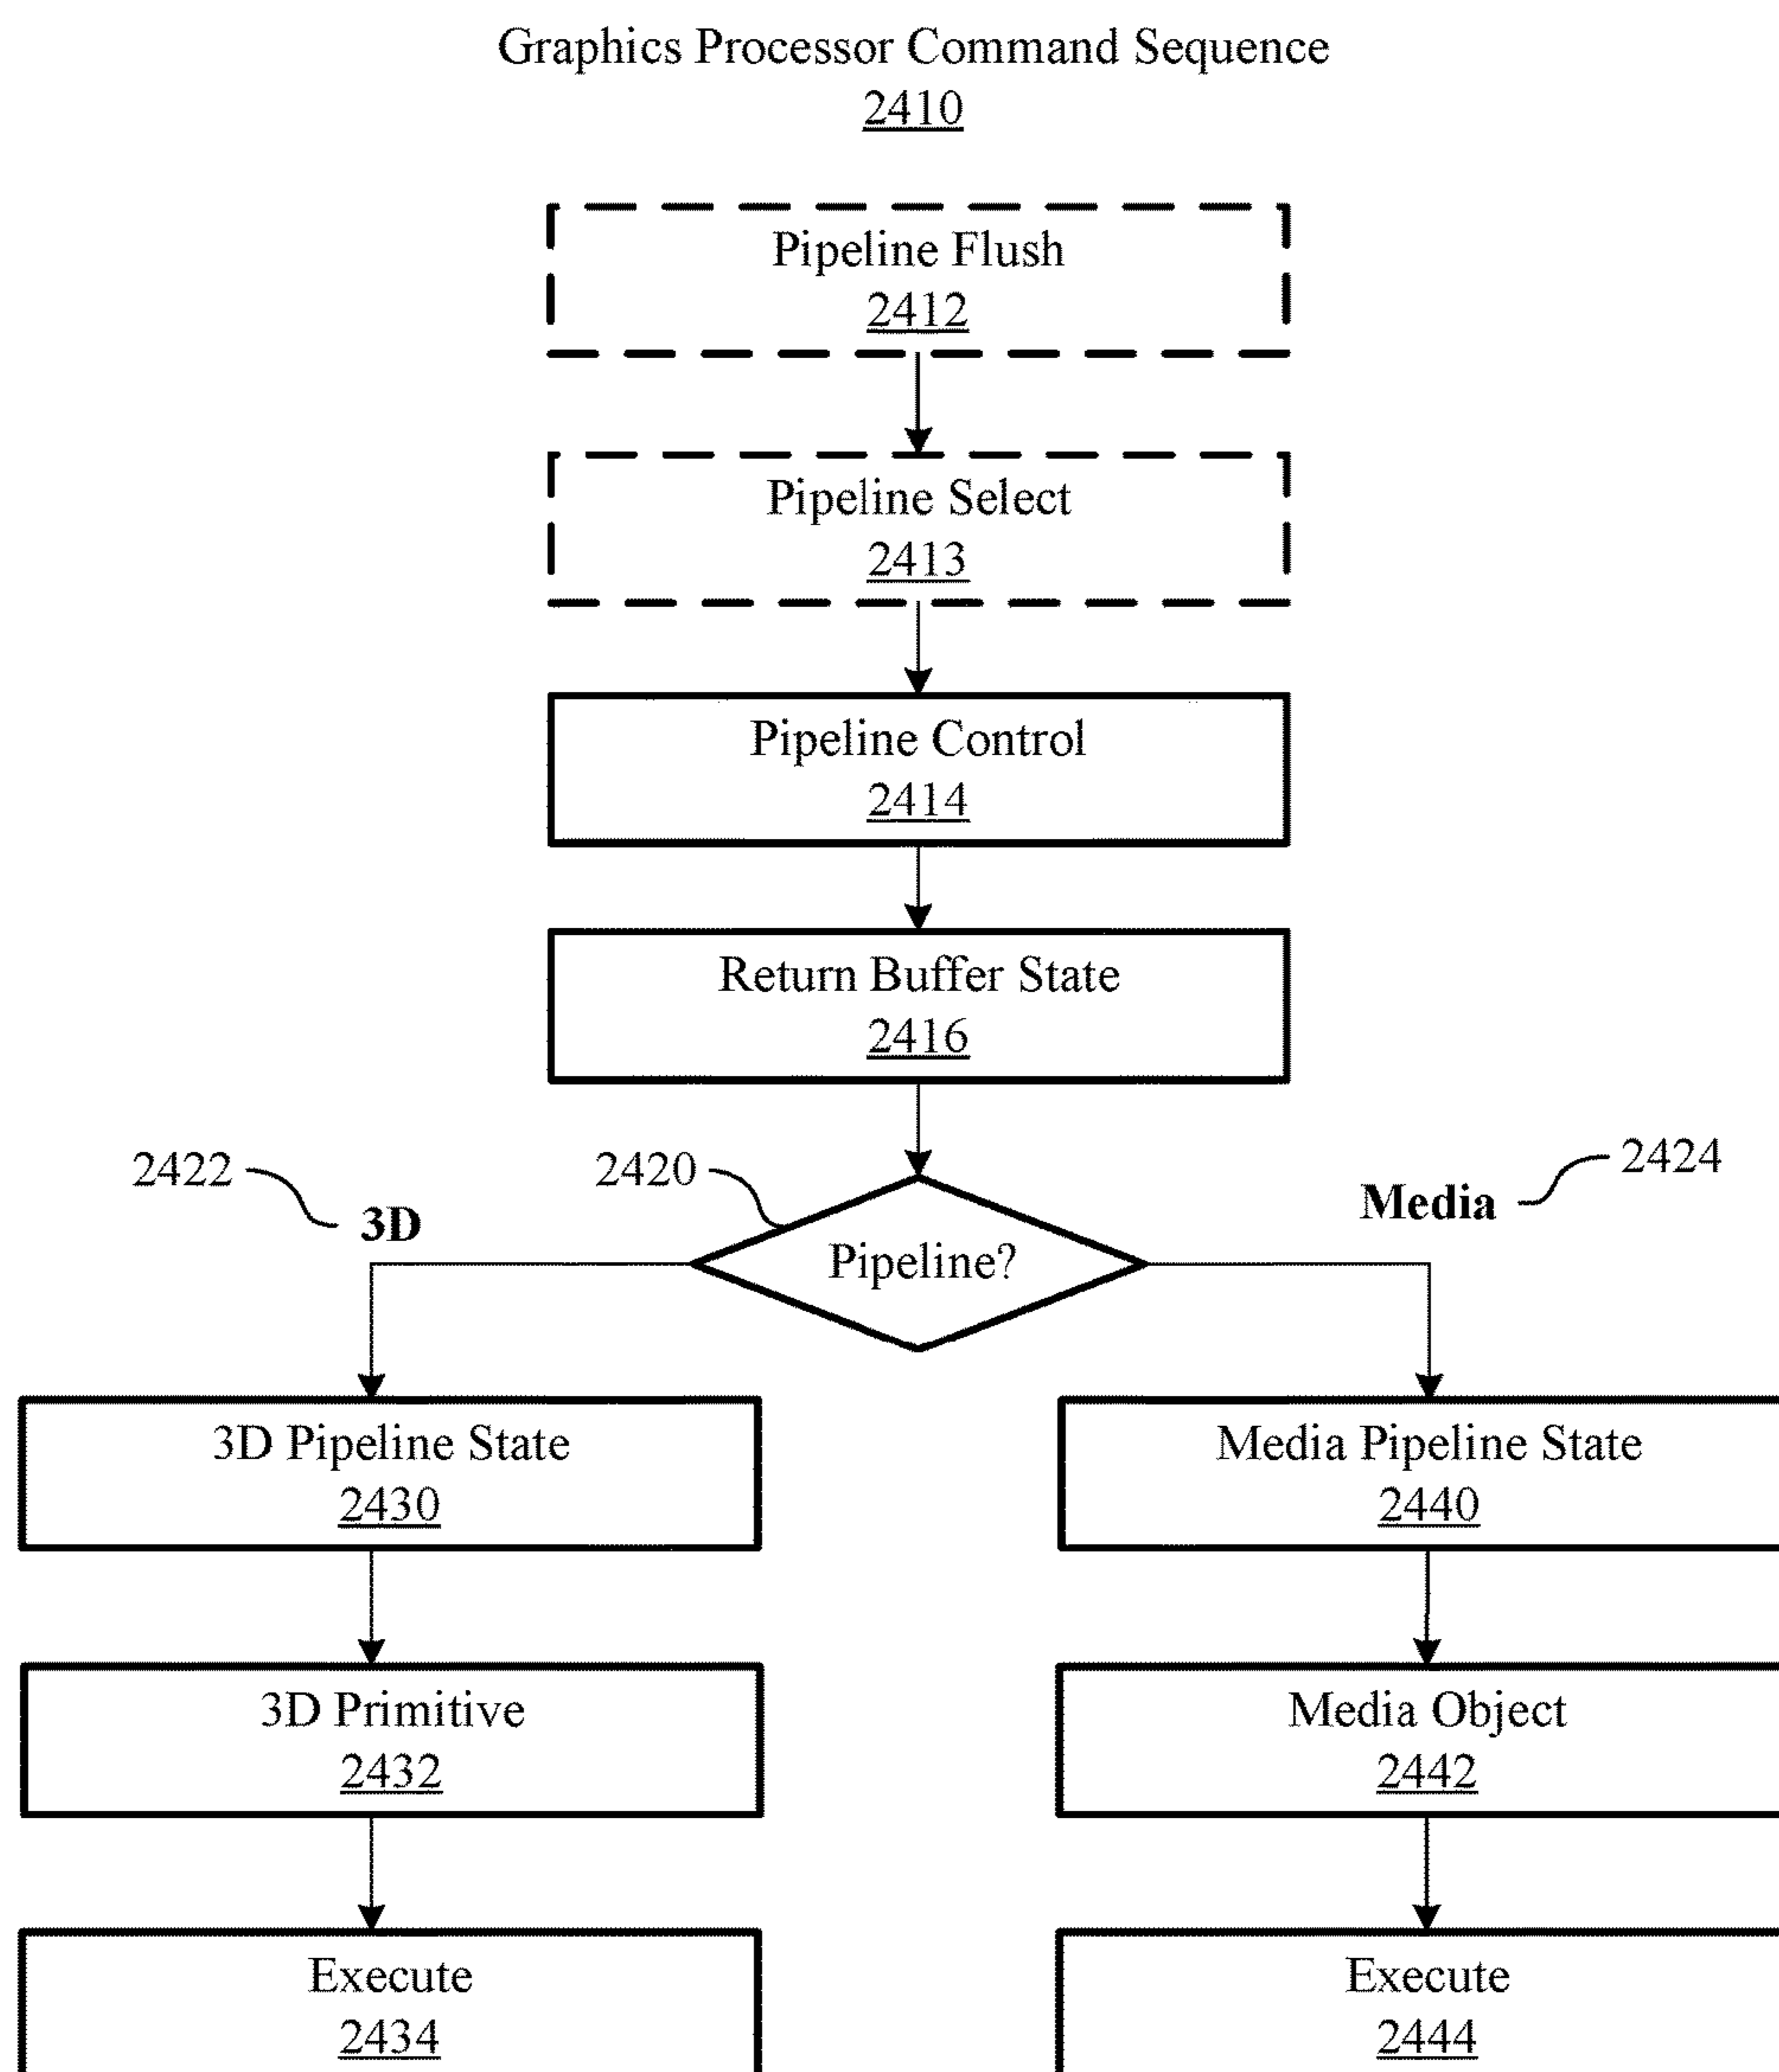 Graphics Processor Command Sequence
2410
Pipeline Flush
2412
Pipeline Select
2413
Pipeline Control
2414
Return Buffer State
2416
2422
3D
2420
Pipeline?
Media
2424
3D Pipeline State
2430
Media Pipeline State
2440
3D Primitive
2432
Media Object
2442
Execute
2434
Execute
2444